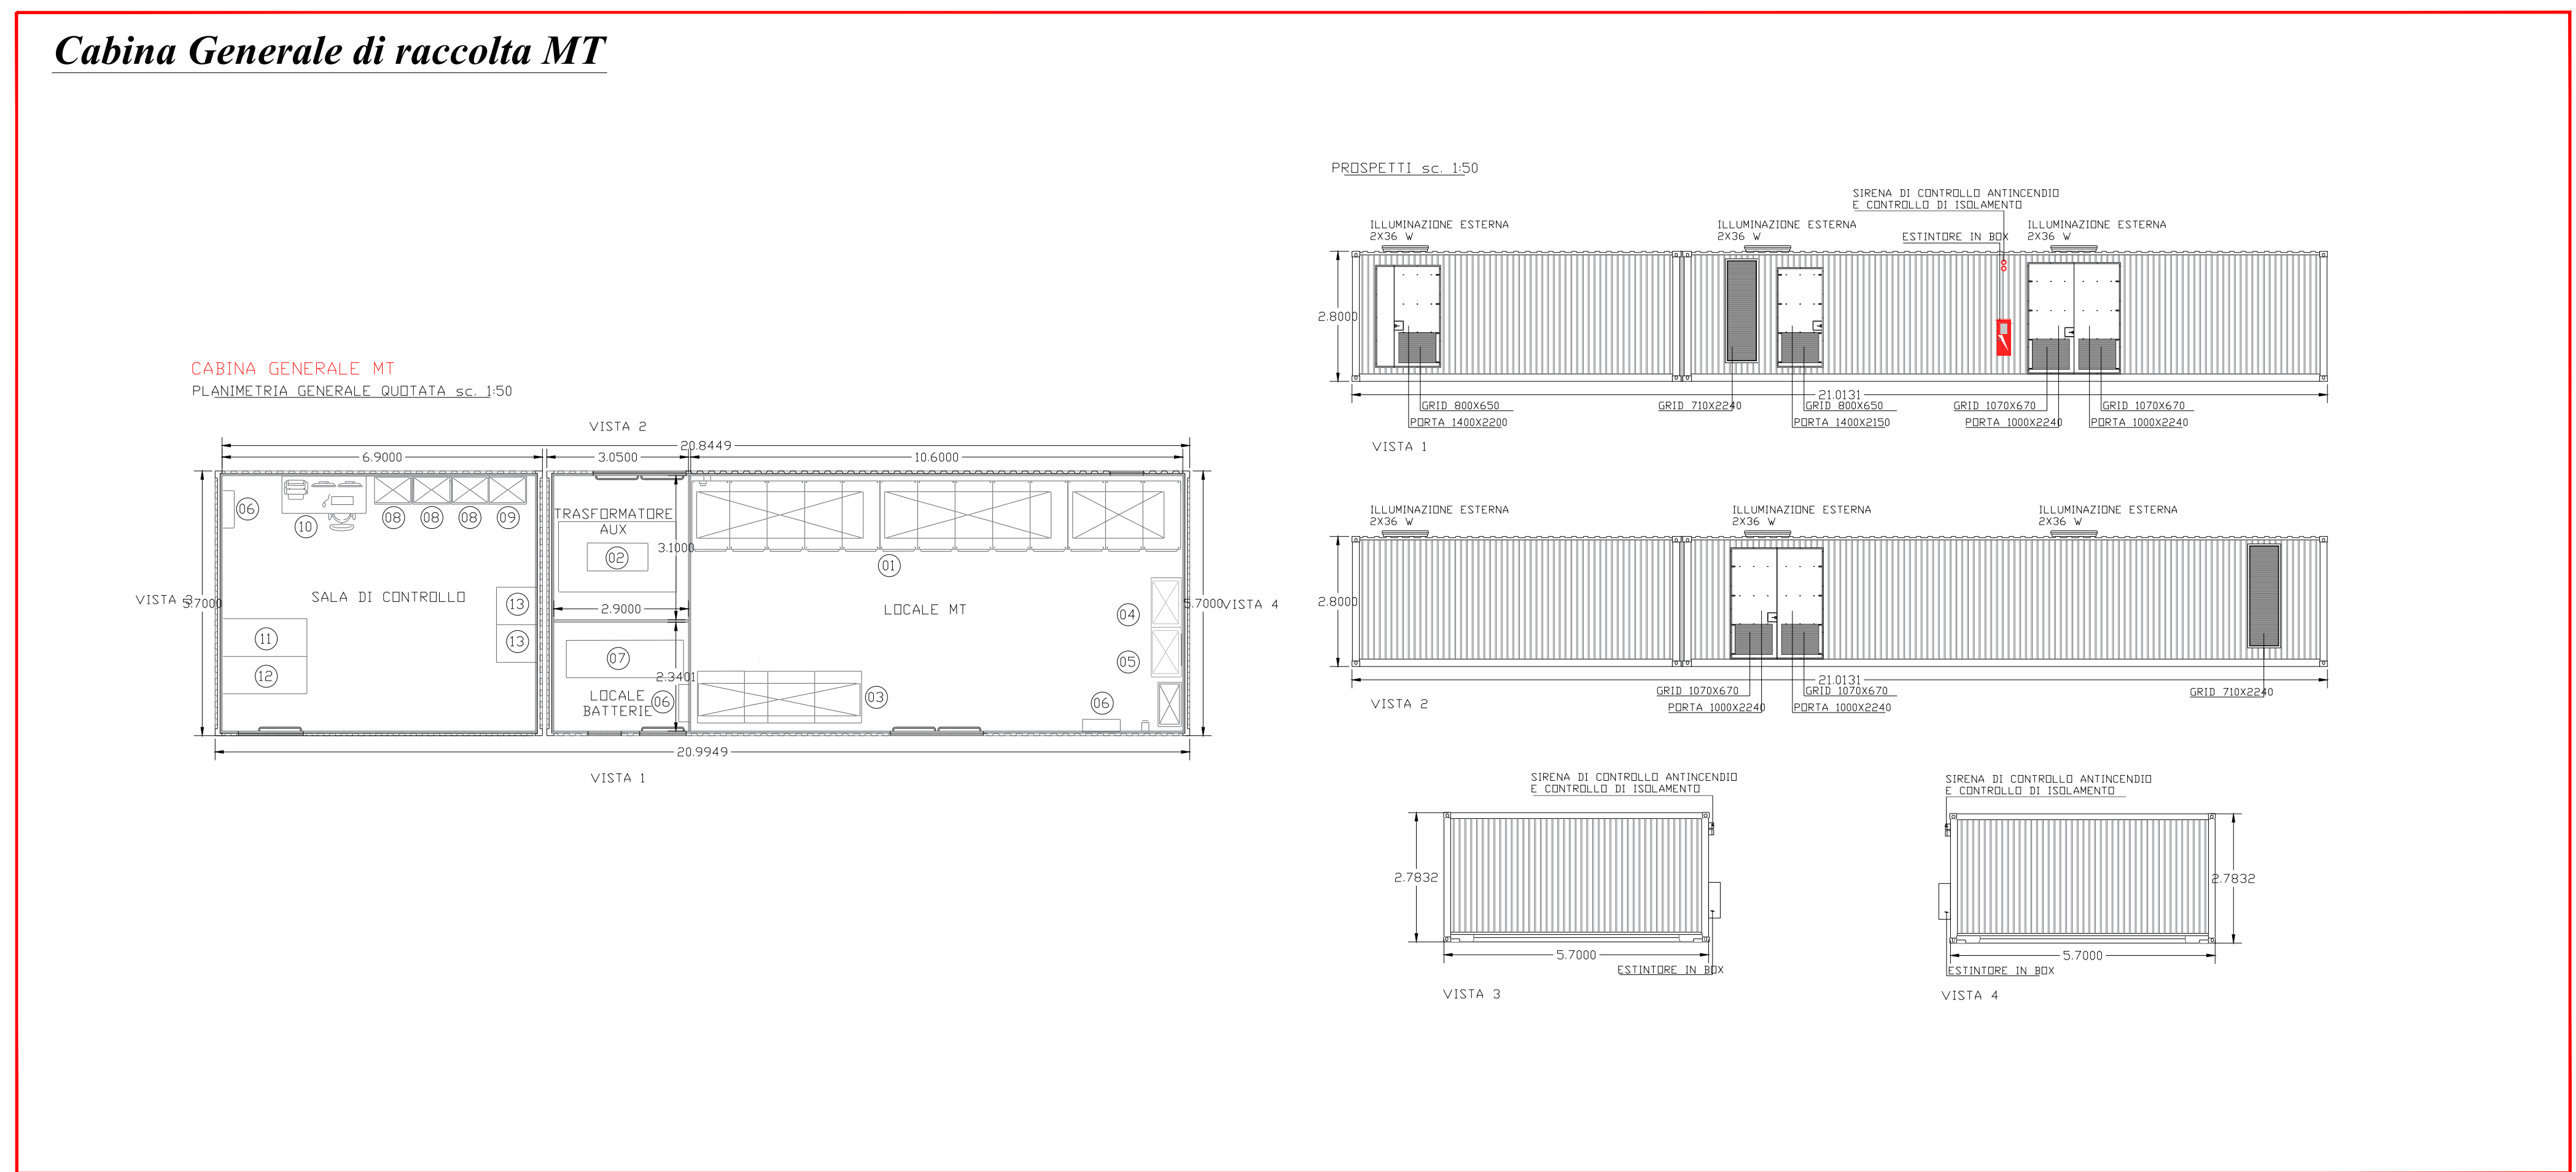 Cabina Generale di raccolta MT
CABINA GENERALE MT
PLANIMETRIA GENERALE QUOTATA sc. 1:50
VISTA 2
20.8449
6.9000
3.0500
10.6000
06
10
08
08
08
09
TRASFORMATORE
AUX
02
3.1000
01
VISTA 3
5.7000
SALA DI CONTROLLO
13
2.9000
LOCALE MT
04
5.7000
VISTA 4
11
13
07
05
12
2.3401
LOCALE
BATTERIE
06
03
06
20.9949
VISTA 1
PROSPETTI sc. 1:50
SIRENA DI CONTROLLO ANTINCENDIO
E CONTROLLO DI ISOLAMENTO
ILLUMINAZIONE ESTERNA
2X36 W
ILLUMINAZIONE ESTERNA
2X36 W
ESTINTORE IN BOX
ILLUMINAZIONE ESTERNA
2X36 W
2.8000
21.0131
GRID 800X650
GRID 710X2240
GRID 800X650
GRID 1070X670
GRID 1070X670
PORTA 1400X2200
PORTA 1400X2150
PORTA 1000X2240
PORTA 1000X2240
VISTA 1
ILLUMINAZIONE ESTERNA
2X36 W
ILLUMINAZIONE ESTERNA
2X36 W
ILLUMINAZIONE ESTERNA
2X36 W
2.8000
21.0131
GRID 1070X670
GRID 1070X670
GRID 710X2240
PORTA 1000X2240
PORTA 1000X2240
VISTA 2
SIRENA DI CONTROLLO ANTINCENDIO
E CONTROLLO DI ISOLAMENTO
2.7832
5.7000
ESTINTORE IN BOX
VISTA 3
SIRENA DI CONTROLLO ANTINCENDIO
E CONTROLLO DI ISOLAMENTO
2.7832
5.7000
ESTINTORE IN BOX
VISTA 4